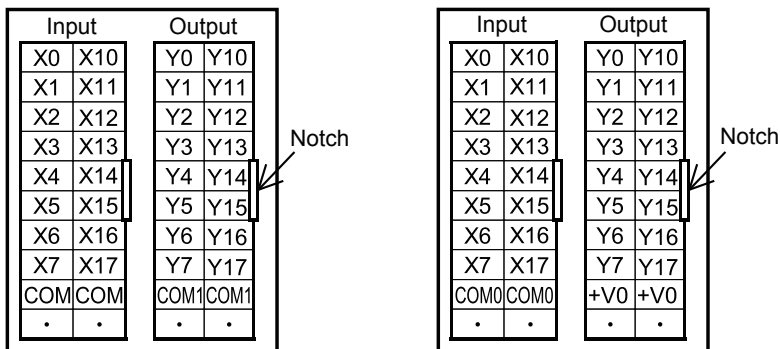 Input Output
X0 X10 Y0 Y10
X1 X11 Y1 Y11
X2 X12 Y2 Y12
X3 X13 Y3 Y13
X4 X14 Y4 Y14
X5 X15 Y5 Y15
X6 X16 Y6 Y16
X7 X17 Y7 Y17
COM COM COM1 COM1
• • • •
Notch
Input Output
X0 X10 Y0 Y10
X1 X11 Y1 Y11
X2 X12 Y2 Y12
X3 X13 Y3 Y13
X4 X14 Y4 Y14
X5 X15 Y5 Y15
X6 X16 Y6 Y16
X7 X17 Y7 Y17
COM0 COM0 +V0 +V0
• • • •
Notch